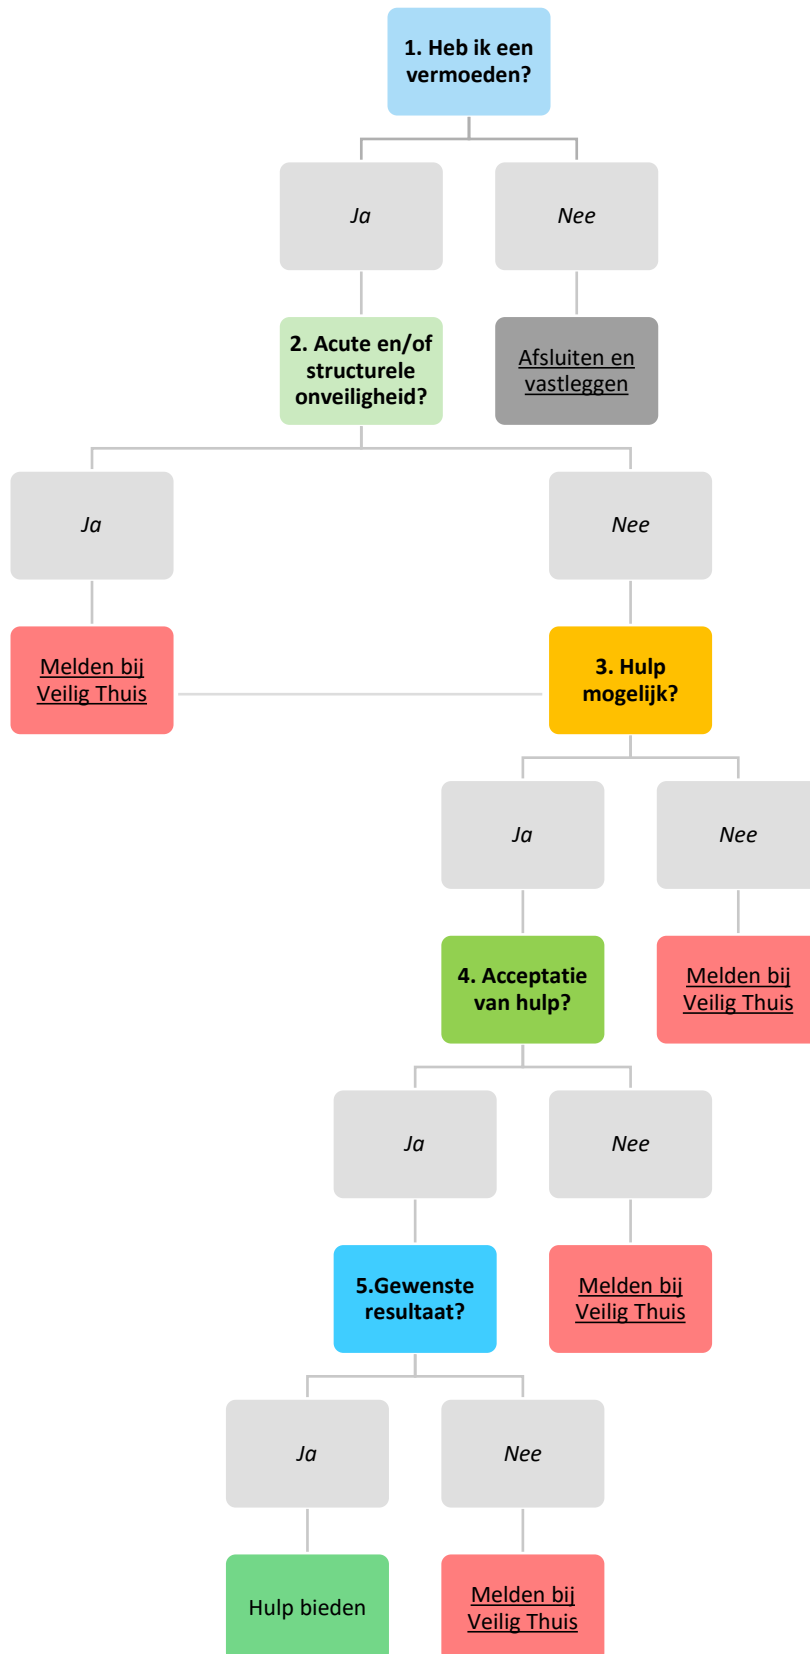 1. Heb ik een
vermoeden?
Ja
Nee
2. Acute en/of
structurele
onveiligheid?
Afsluiten en
vastleggen
Ja
Nee
Melden bij
Veilig Thuis
3. Hulp
mogelijk?
Ja
Nee
4. Acceptatie
van hulp?
Melden bij
Veilig Thuis
Ja
Nee
5.Gewenste
resultaat?
Melden bij
Veilig Thuis
Ja
Nee
Hulp bieden
Melden bij
Veilig Thuis